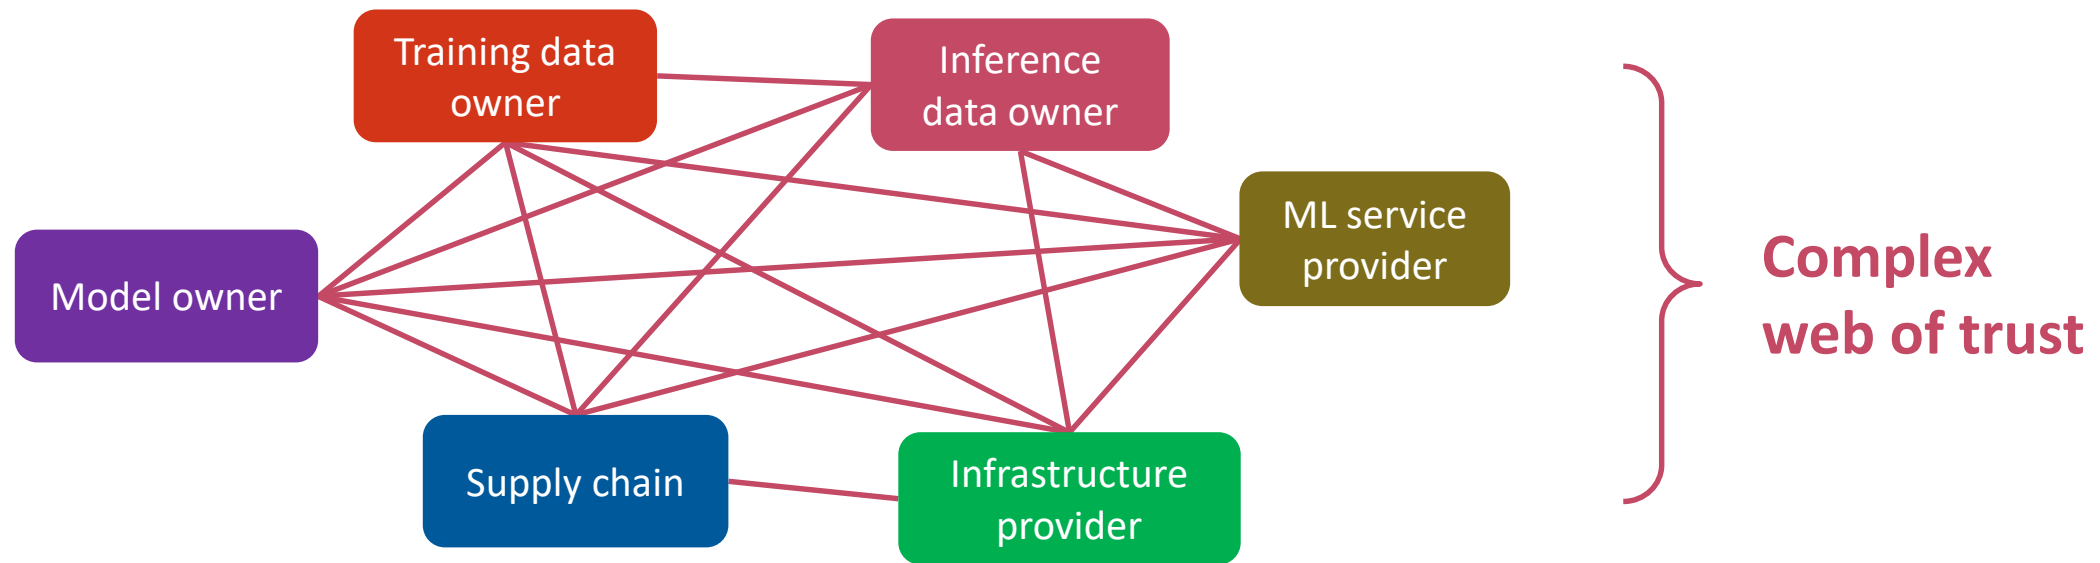 Training data
owner
Inference
data owner
ML service
provider
Model owner
Supply chain
Infrastructure
provider
Complex
web of trust